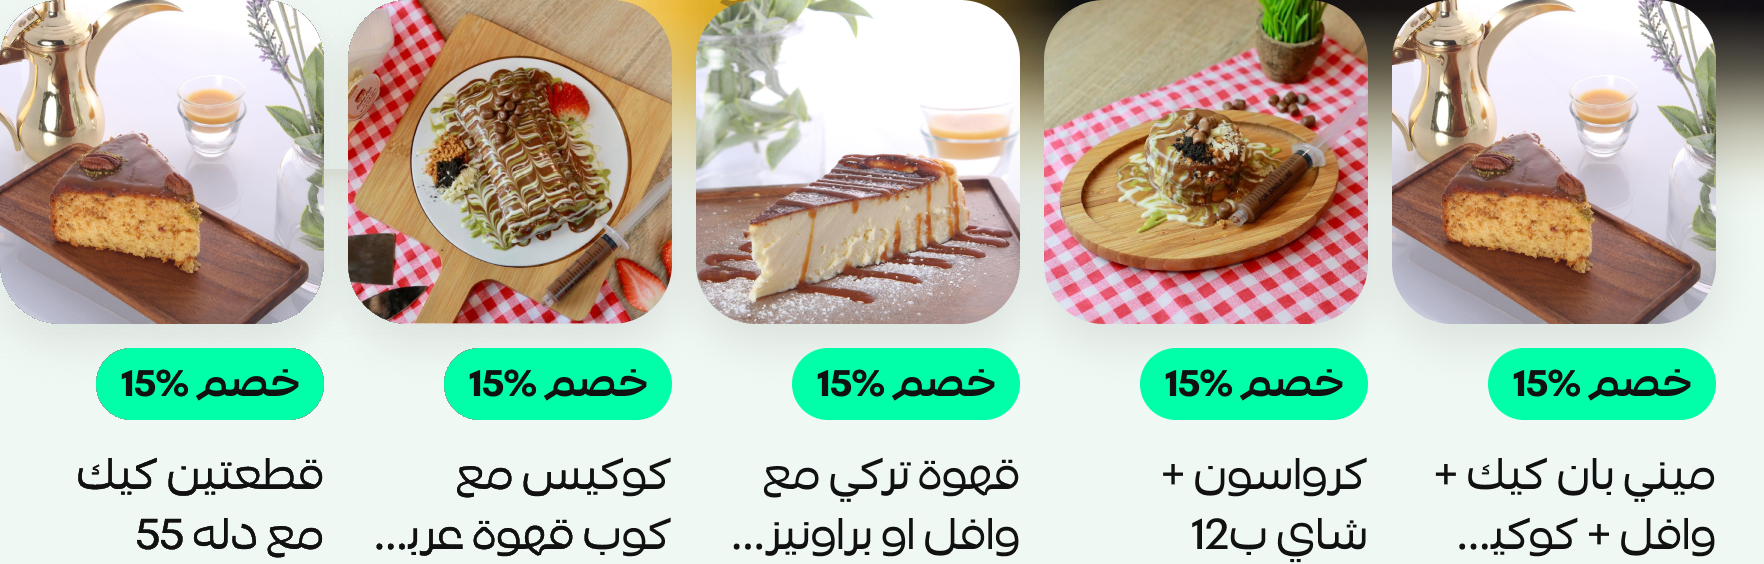 خصم 15%
ميني بان كيك +
وافل + كوكيـ...
خصم 15%
كرواسون +
شاي ب12
خصم 15%
قهوة تركي مع
وافل او براونيز...
خصم 15%
كوكيس مع
كوب قهوة عربـ...
خصم 15%
قطعتين كيك
مع دله 55